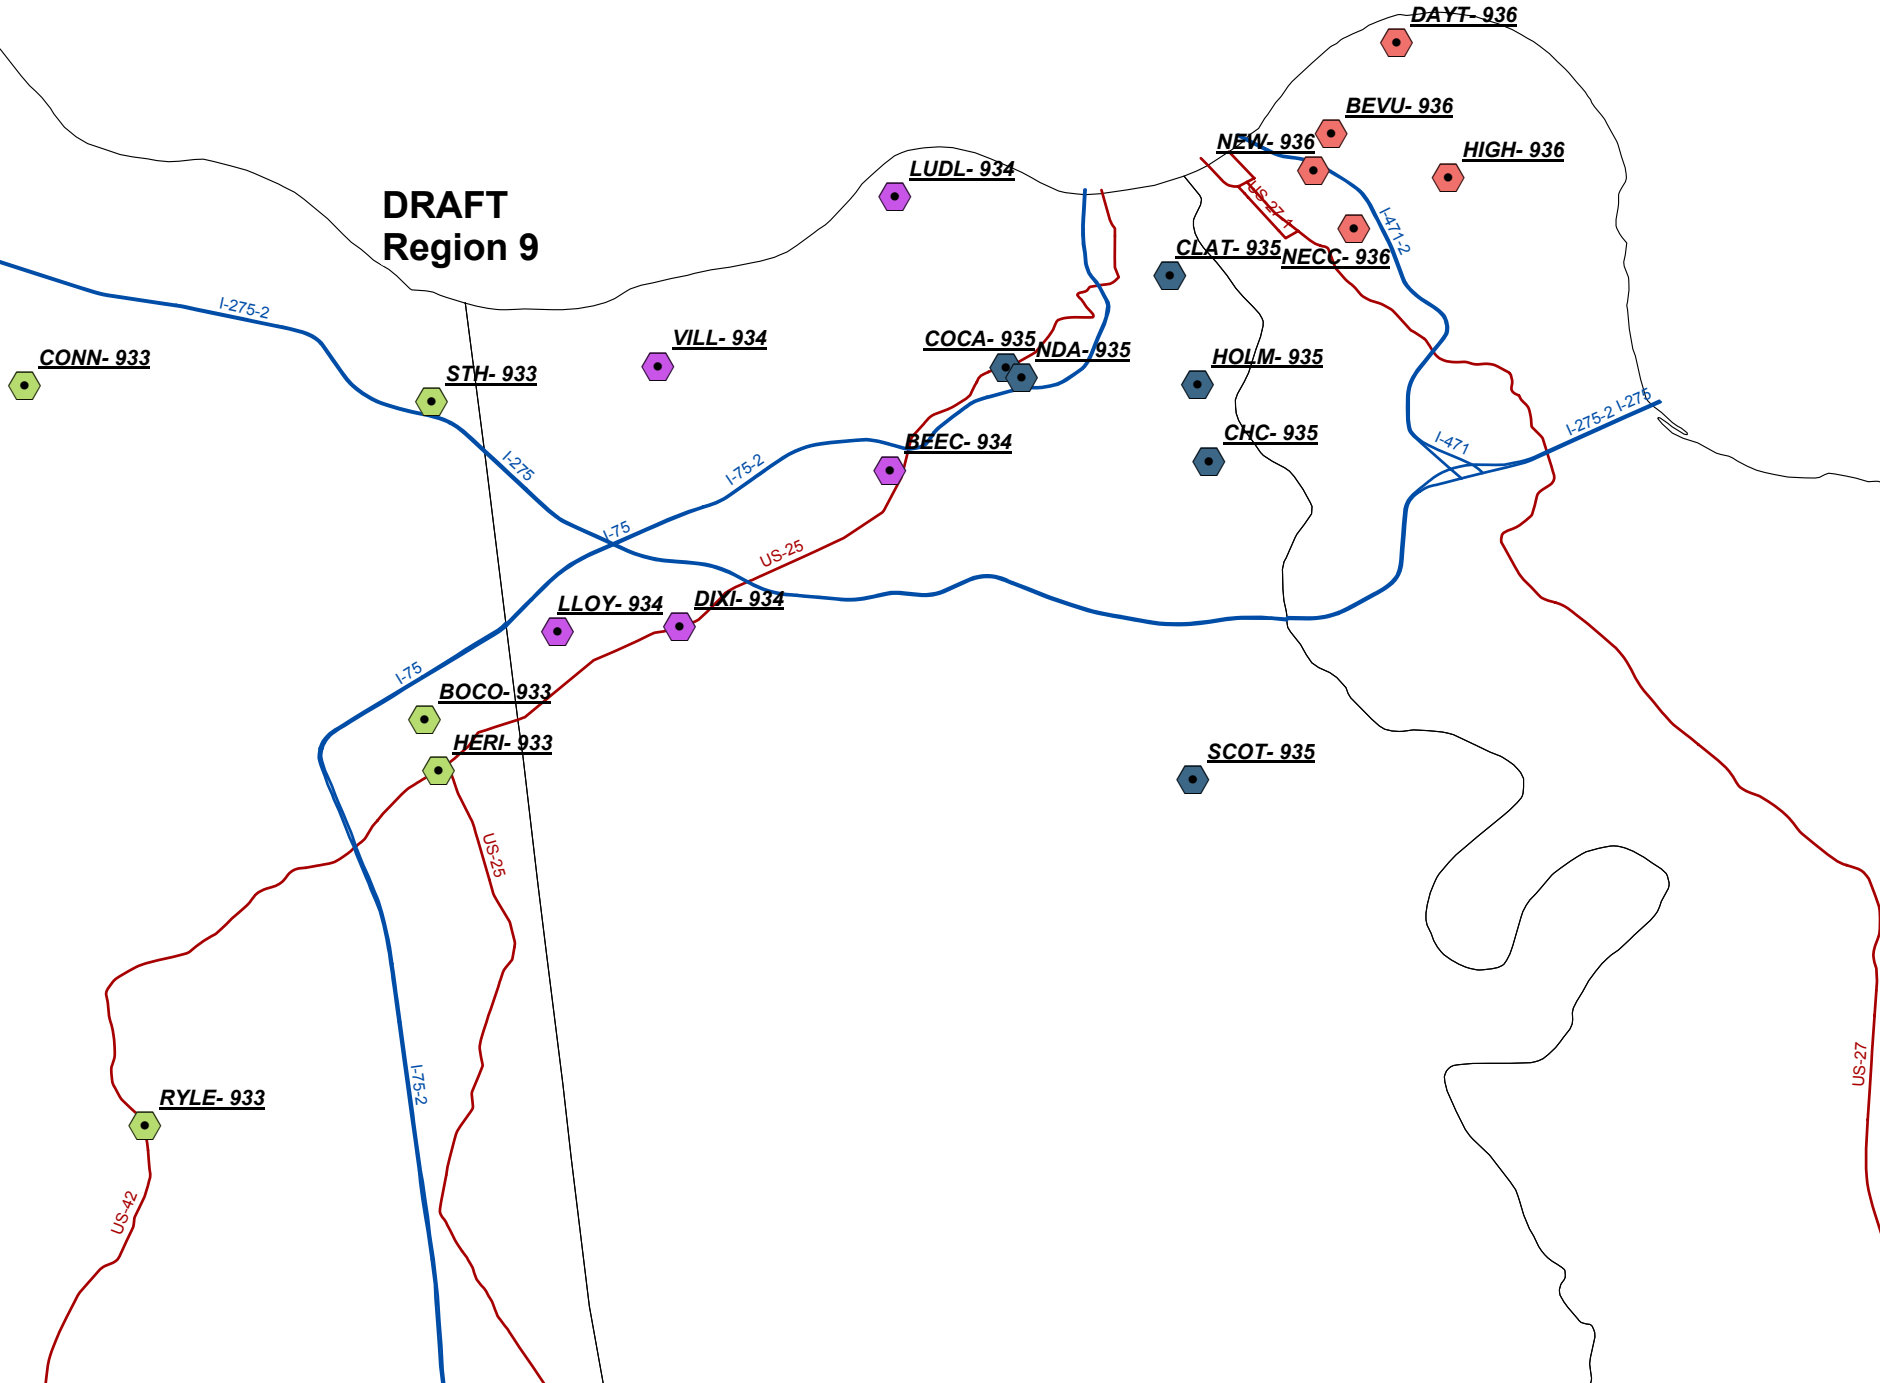 DAYT- 936
BEVU- 936
NEW- 936
HIGH- 936
LUDL- 934
DRAFT
Region 9
US-27-1
I-471-2
CLAT- 935
NECC- 936
I-275-2
VILL- 934
COCA- 935
NDA- 935
HOLM- 935
CONN- 933
STH- 933
I-275-2 I-275
CHC- 935
I-471
BEEC- 934
I-275
I-75-2
I-75
US-25
LLOY- 934
DIXI- 934
I-75
BOCO- 933
HERI- 933
SCOT- 935
US-25
US-27
I-75-2
RYLE- 933
US-42